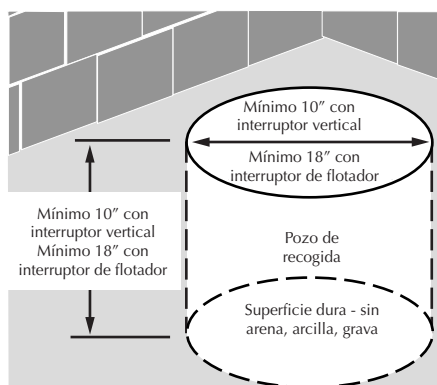 Mínimo 10” con
interruptor vertical
Mínimo 18” con
interruptor de flotador
Mínimo 10” con
interruptor vertical
Mínimo 18” con
interruptor de flotador
Pozo de
recogida
Superficie dura - sin
arena, arcilla, grava